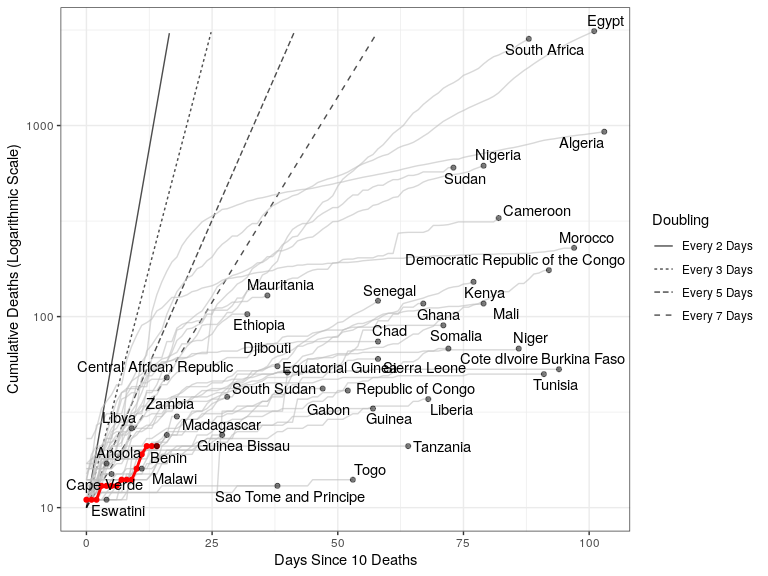 Egypt
South Africa
1000
Algeria
Nigeria
Sudan
Cameroon
Morocco
Democratic Republic of the Congo
Mauritania
Senegal
Kenya
Ghana
Mali
100
Ethiopia
Chad
Somalia
Niger
Djibouti
Cote dIvoire
Burkina Faso
Central African Republic
Equatorial Guinea
Sierra Leone
South Sudan
Republic of Congo
Tunisia
Zambia
Gabon
Liberia
Libya
Madagascar
Guinea
Angola
Benin
Guinea Bissau
Tanzania
Cape Verde
Malawi
Togo
Sao Tome and Principe
10
Eswatini
0
25
50
75
100
Days Since 10 Deaths
Cumulative Deaths (Logarithmic Scale)
Doubling
Every 2 Days
Every 3 Days
Every 5 Days
Every 7 Days